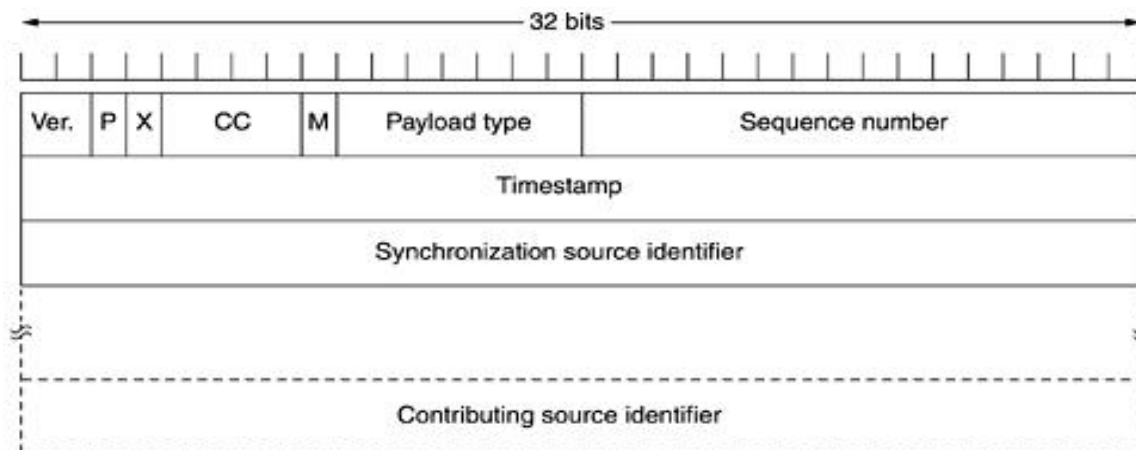 32 bits
Ver. P X CC M Payload type Sequence number
Timestamp
Synchronization source identifier
Contributing source identifier